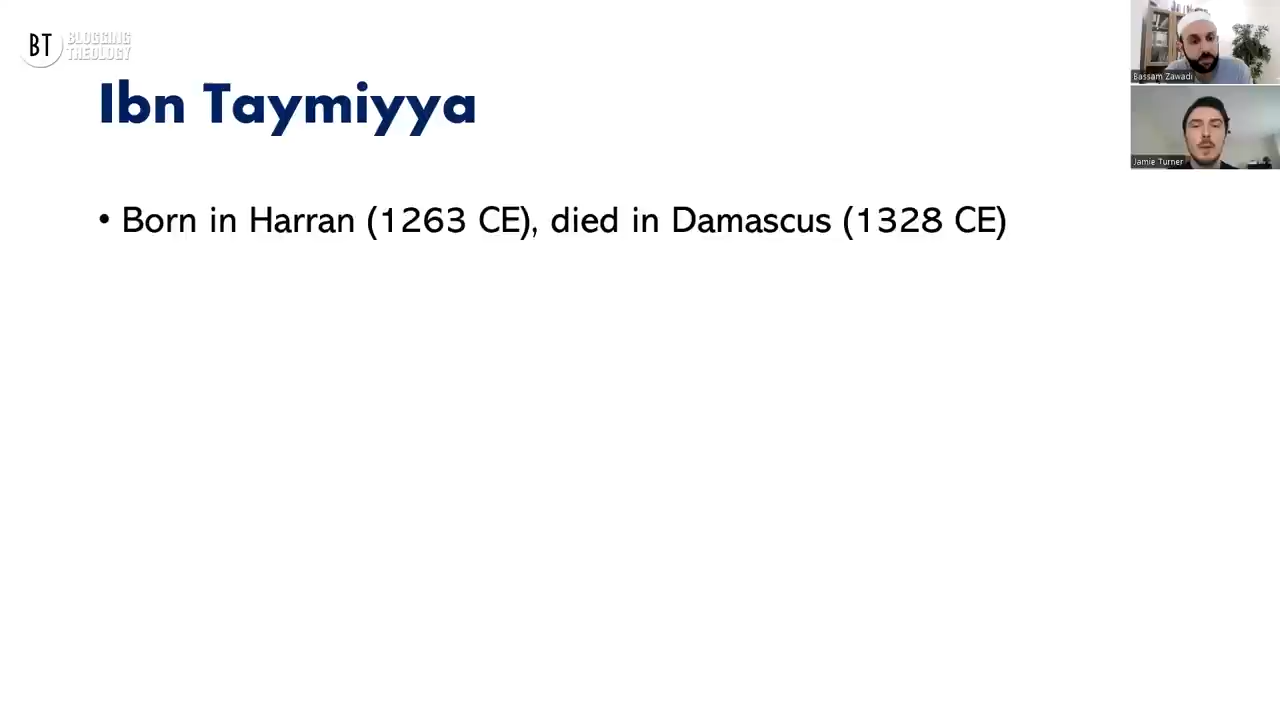 BT BLOGGING
THEOLOGY
Ibn Taymiyya
• Born in Harran (1263 CE), died in Damascus (1328 CE)
Bassam Zawadi
Jamie Turner